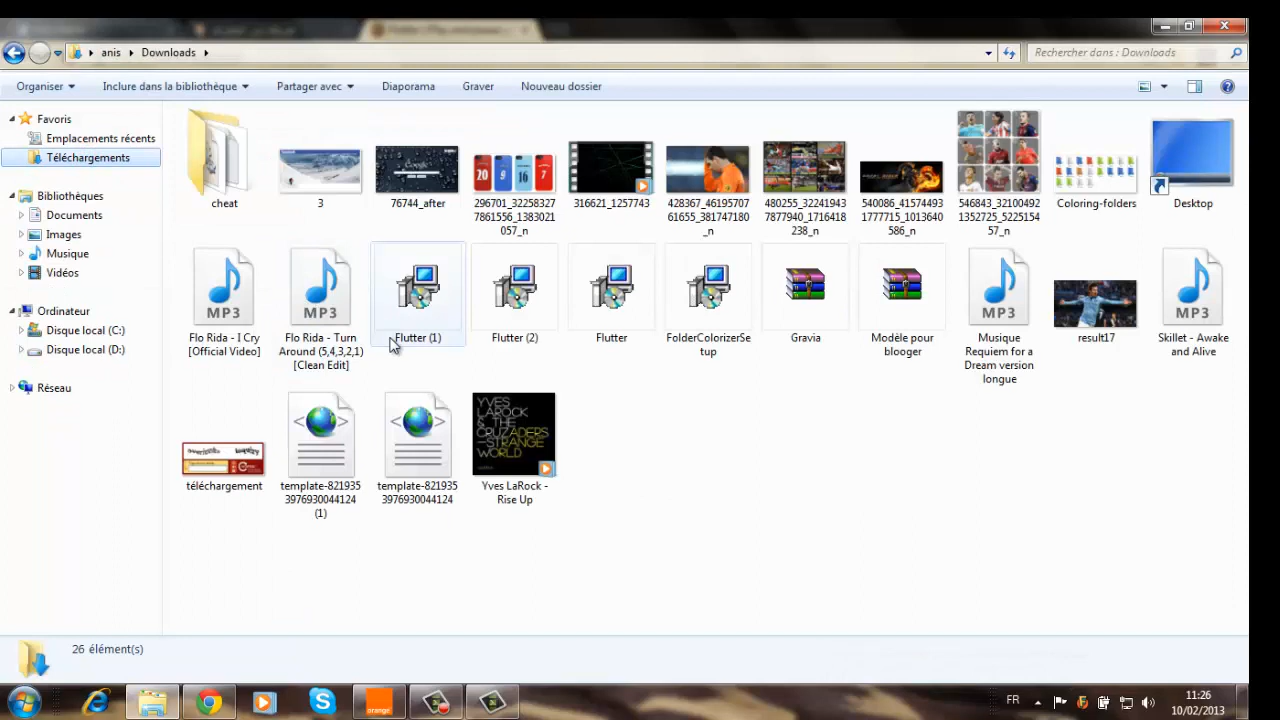 anis ▸ Downloads ▸
Rechercher dans : Downloads
Organiser
Inclure dans la bibliothèque
Partager avec
Diaporama
Graver
Nouveau dossier
Favoris
Emplacements récents
Téléchargements
Bibliothèques
Documents
Images
Musique
Vidéos
Ordinateur
Disque local (C:)
Disque local (D:)
Réseau
cheat
3
76744_after
296701_32258327
7861556_1383021
057_n
316621_1257743
428367_46195707
61655_381747180
_n
480255_32241943
7877940_1716418
238_n
540086_41574493
1777715_1013640
586_n
546843_32100492
1352725_5225154
57_n
Coloring-folders
Desktop
MP3
Flo Rida - I Cry
[Official Video]
MP3
Flo Rida - Turn
Around (5,4,3,2,1)
[Clean Edit]
Flutter (1)
Flutter (2)
Flutter
FolderColorizerSe
tup
Gravia
Modèle pour
blooger
MP3
Musique
Requiem for a
Dream version
longue
result17
MP3
Skillet - Awake
and Alive
téléchargement
template-821935
3976930044124
(1)
template-821935
3976930044124
YVES
LAROCK
& THE
CRUZADERS
STRANGE
WORLD
Yves LaRock -
Rise Up
20 9 16 7
Google
26 élément(s)
orange
FR
11:26
10/02/2013